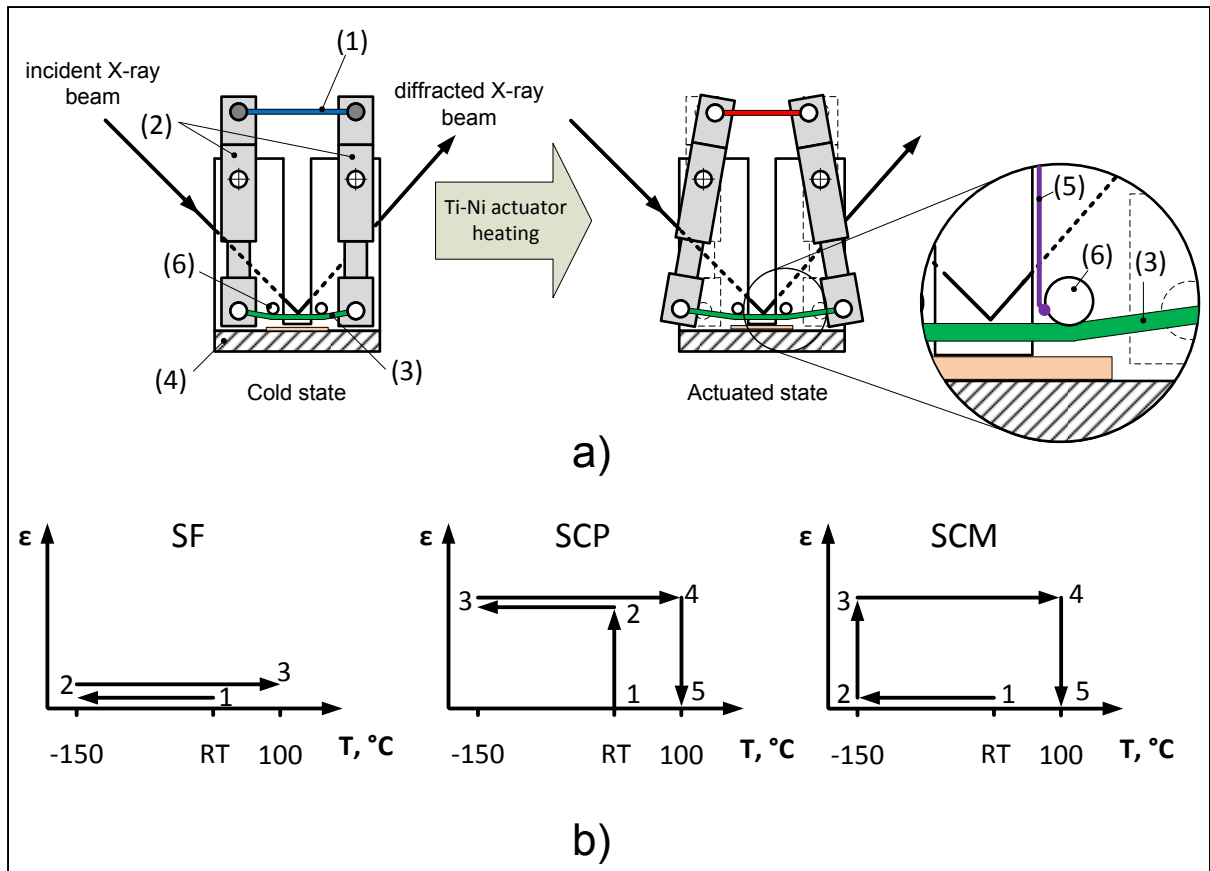 (1)
incident X-ray
beam
diffracted X-ray
beam
(2)
Ti-Ni actuator
heating
(5)
(6)
(6)
(3)
(4)
(3)
Cold state
Actuated state
a)
ε
SF
2
1
3
-150
RT
100
T, °C
ε
SCP
3
2
4
1
5
-150
RT
100
T, °C
ε
SCM
3
4
2
1
5
-150
RT
100
T, °C
b)